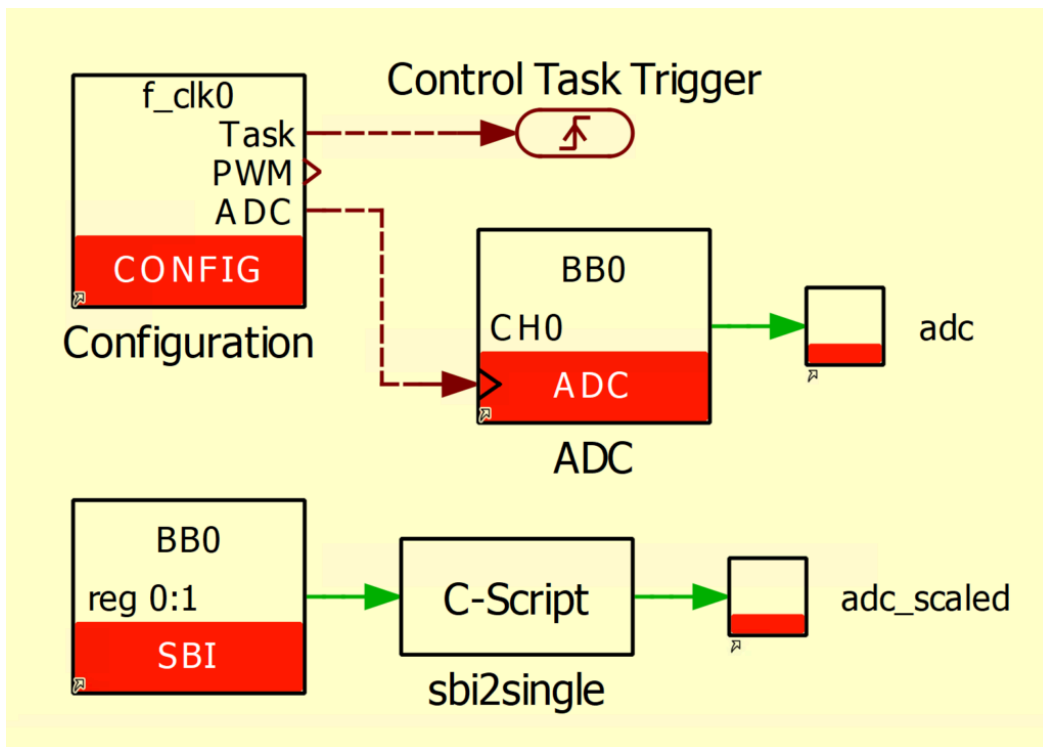 Control Task Trigger
f_clk0
Task
PWM
ADC
CONFIG
Configuration
BB0
CH0
ADC
ADC
adc
BB0
reg 0:1
SBI
C-Script
sbi2single
adc_scaled